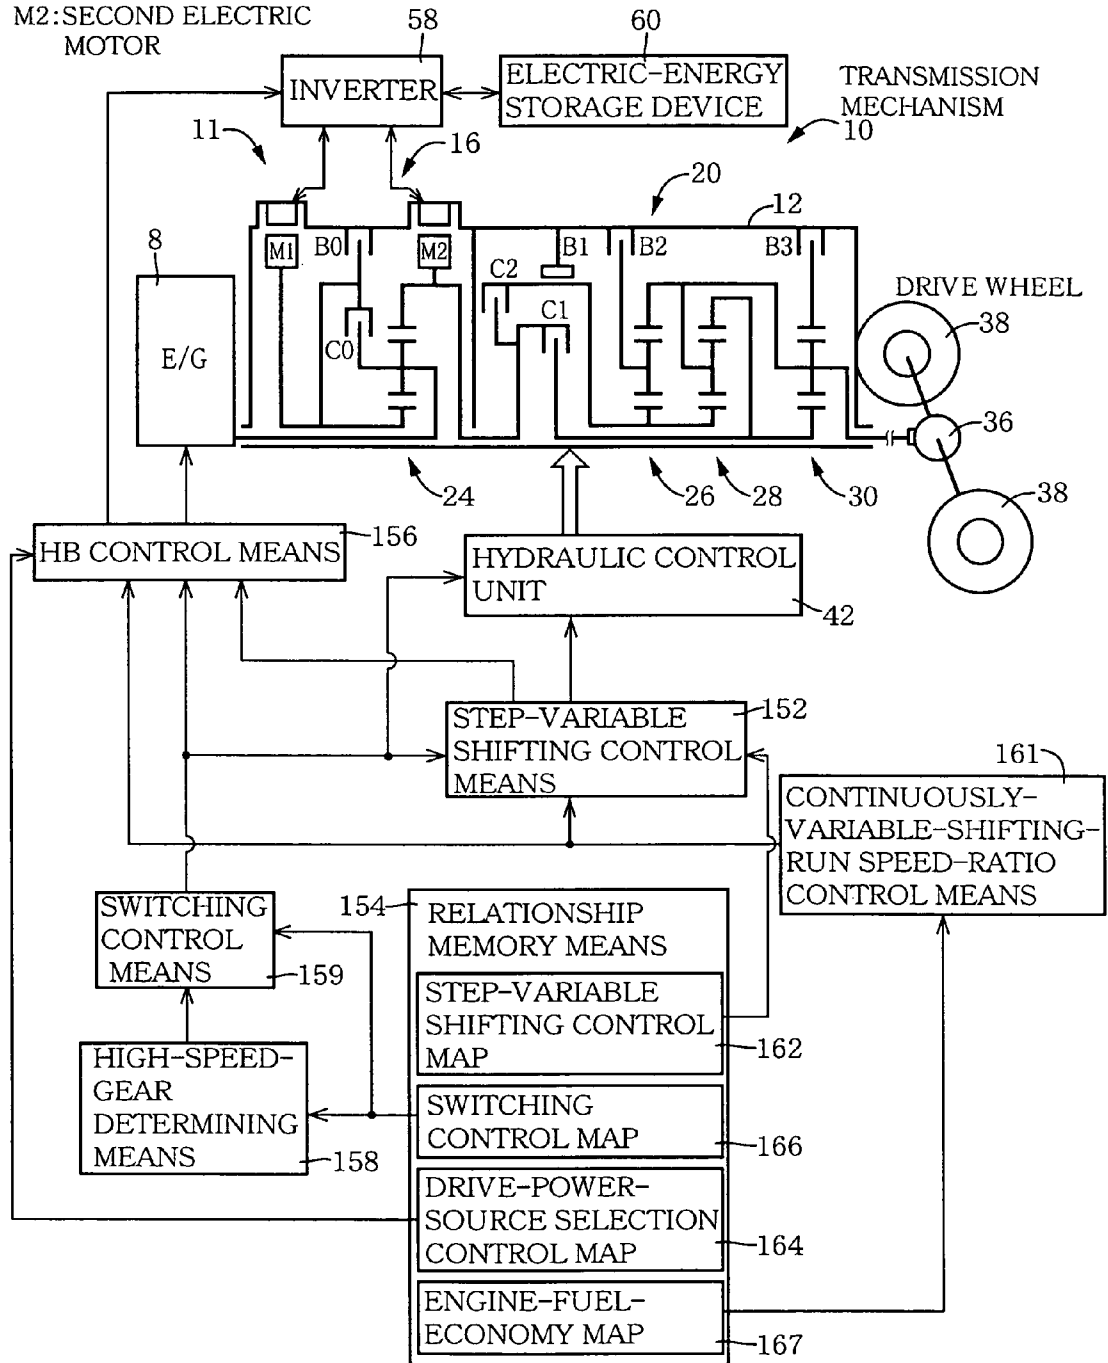 M2:SECOND ELECTRIC
MOTOR
58
60
INVERTER
ELECTRIC-ENERGY
STORAGE DEVICE
TRANSMISSION
MECHANISM
10
11
16
20
12
8
M1
B0
M2
B1
B2
B3
C2
C1
C0
E/G
DRIVE WHEEL
38
36
38
24
26
28
30
156
HB CONTROL MEANS
HYDRAULIC CONTROL
UNIT
42
STEP-VARIABLE
SHIFTING CONTROL
MEANS
152
161
CONTINUOUSLY-
VARIABLE-SHIFTING-
RUN SPEED-RATIO
CONTROL MEANS
SWITCHING
CONTROL
MEANS
159
154
RELATIONSHIP
MEMORY MEANS
STEP-VARIABLE
SHIFTING CONTROL
MAP
162
HIGH-SPEED-
GEAR
DETERMINING
MEANS
158
SWITCHING
CONTROL MAP
166
DRIVE-POWER-
SOURCE SELECTION
CONTROL MAP
164
ENGINE-FUEL-
ECONOMY MAP
167